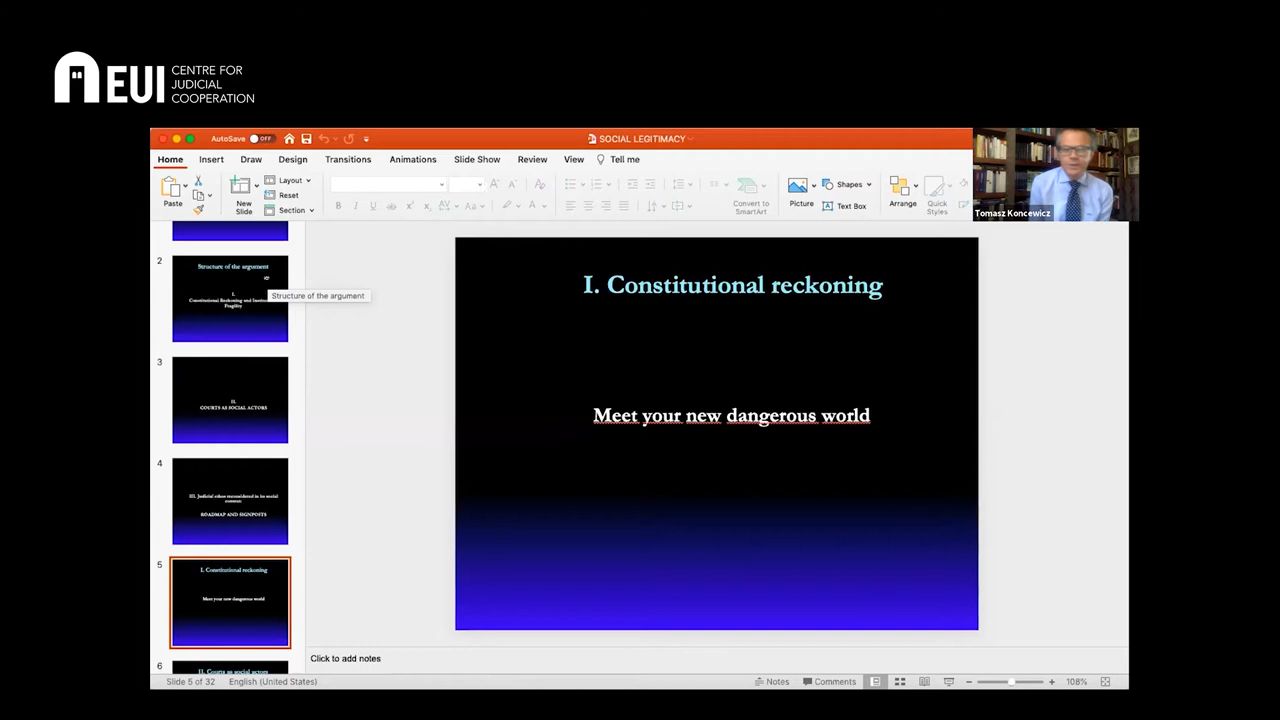 EUI
CENTRE FOR
JUDICIAL
COOPERATION
AutoSave OFF
SOCIAL LEGITIMACY
Home Insert Draw Design Transitions Animations Slide Show Review View Tell me
Paste
New
Slide
Layout
Reset
Section
Convert to
SmartArt
Picture
Shapes
Text Box
Arrange
Quick
Styles
Tomasz Koncewicz
2
Structure of the argument
I.
Constitutional Reckoning and
Fragility
Structure of the argument
3
II.
COURTS AS SOCIAL ACTORS
4
III. Judicial ethos reconsidered in its social
context:
ROADMAP AND SIGNPOSTS
5
I. Constitutional reckoning
Meet your new dangerous world
6
II. Courts as social actors
I. Constitutional reckoning
Meet your new dangerous world
Click to add notes
Slide 5 of 32 English (United States) Notes Comments 108%